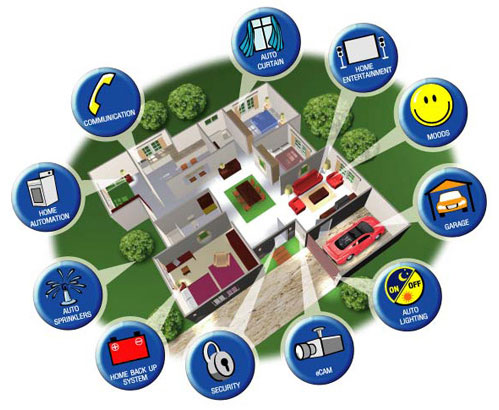 AUTO
CURTAIN
HOME
ENTERTAINMENT
COMMUNICATION
MOODS
HOME
AUTOMATION
GARAGE
AUTO
SPRINKLERS
ON
OFF
AUTO
LIGHTING
HOME BACK UP
SYSTEM
SECURITY
eCAM